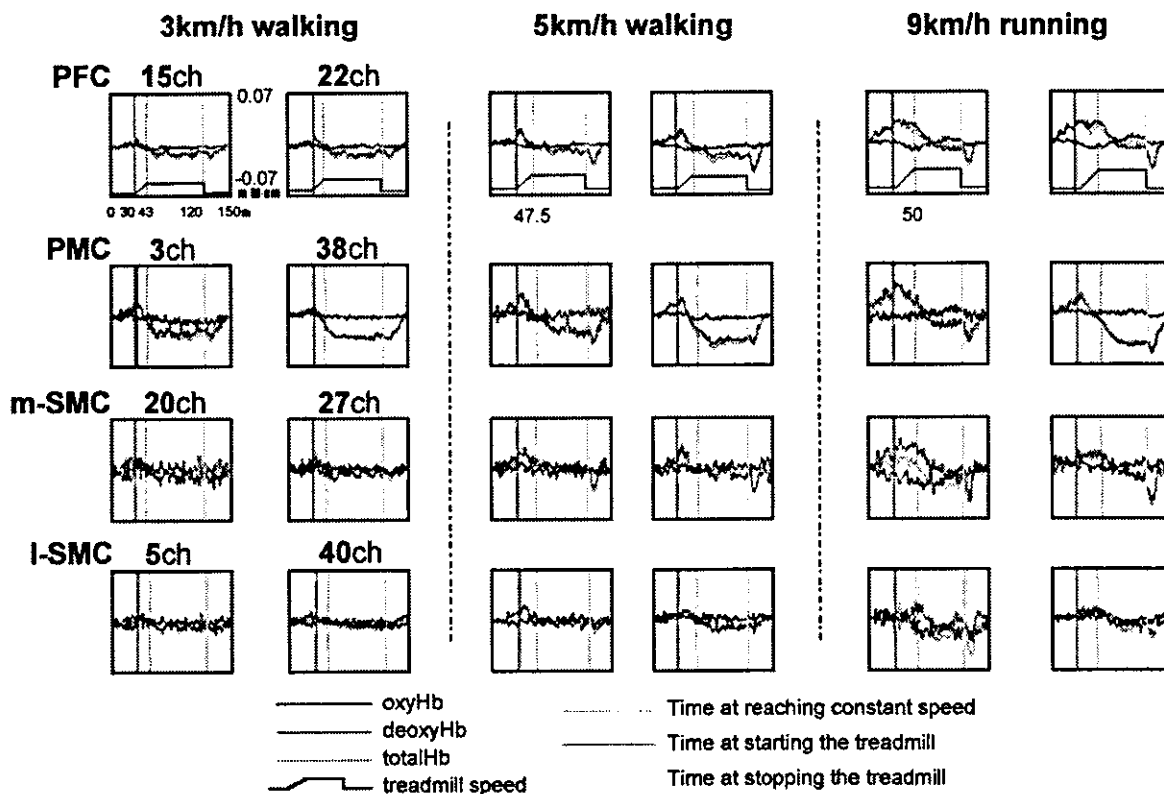 3km/h walking 5km/h walking 9km/h running
PFC 15ch 22ch
0.07
-0.07
0 30 43 120 150
47.5 50
PMC 3ch 38ch
m-SMC 20ch 27ch
l-SMC 5ch 40ch
oxyHb
deoxyHb
totalHb
treadmill speed
Time at reaching constant speed
Time at starting the treadmill
Time at stopping the treadmill